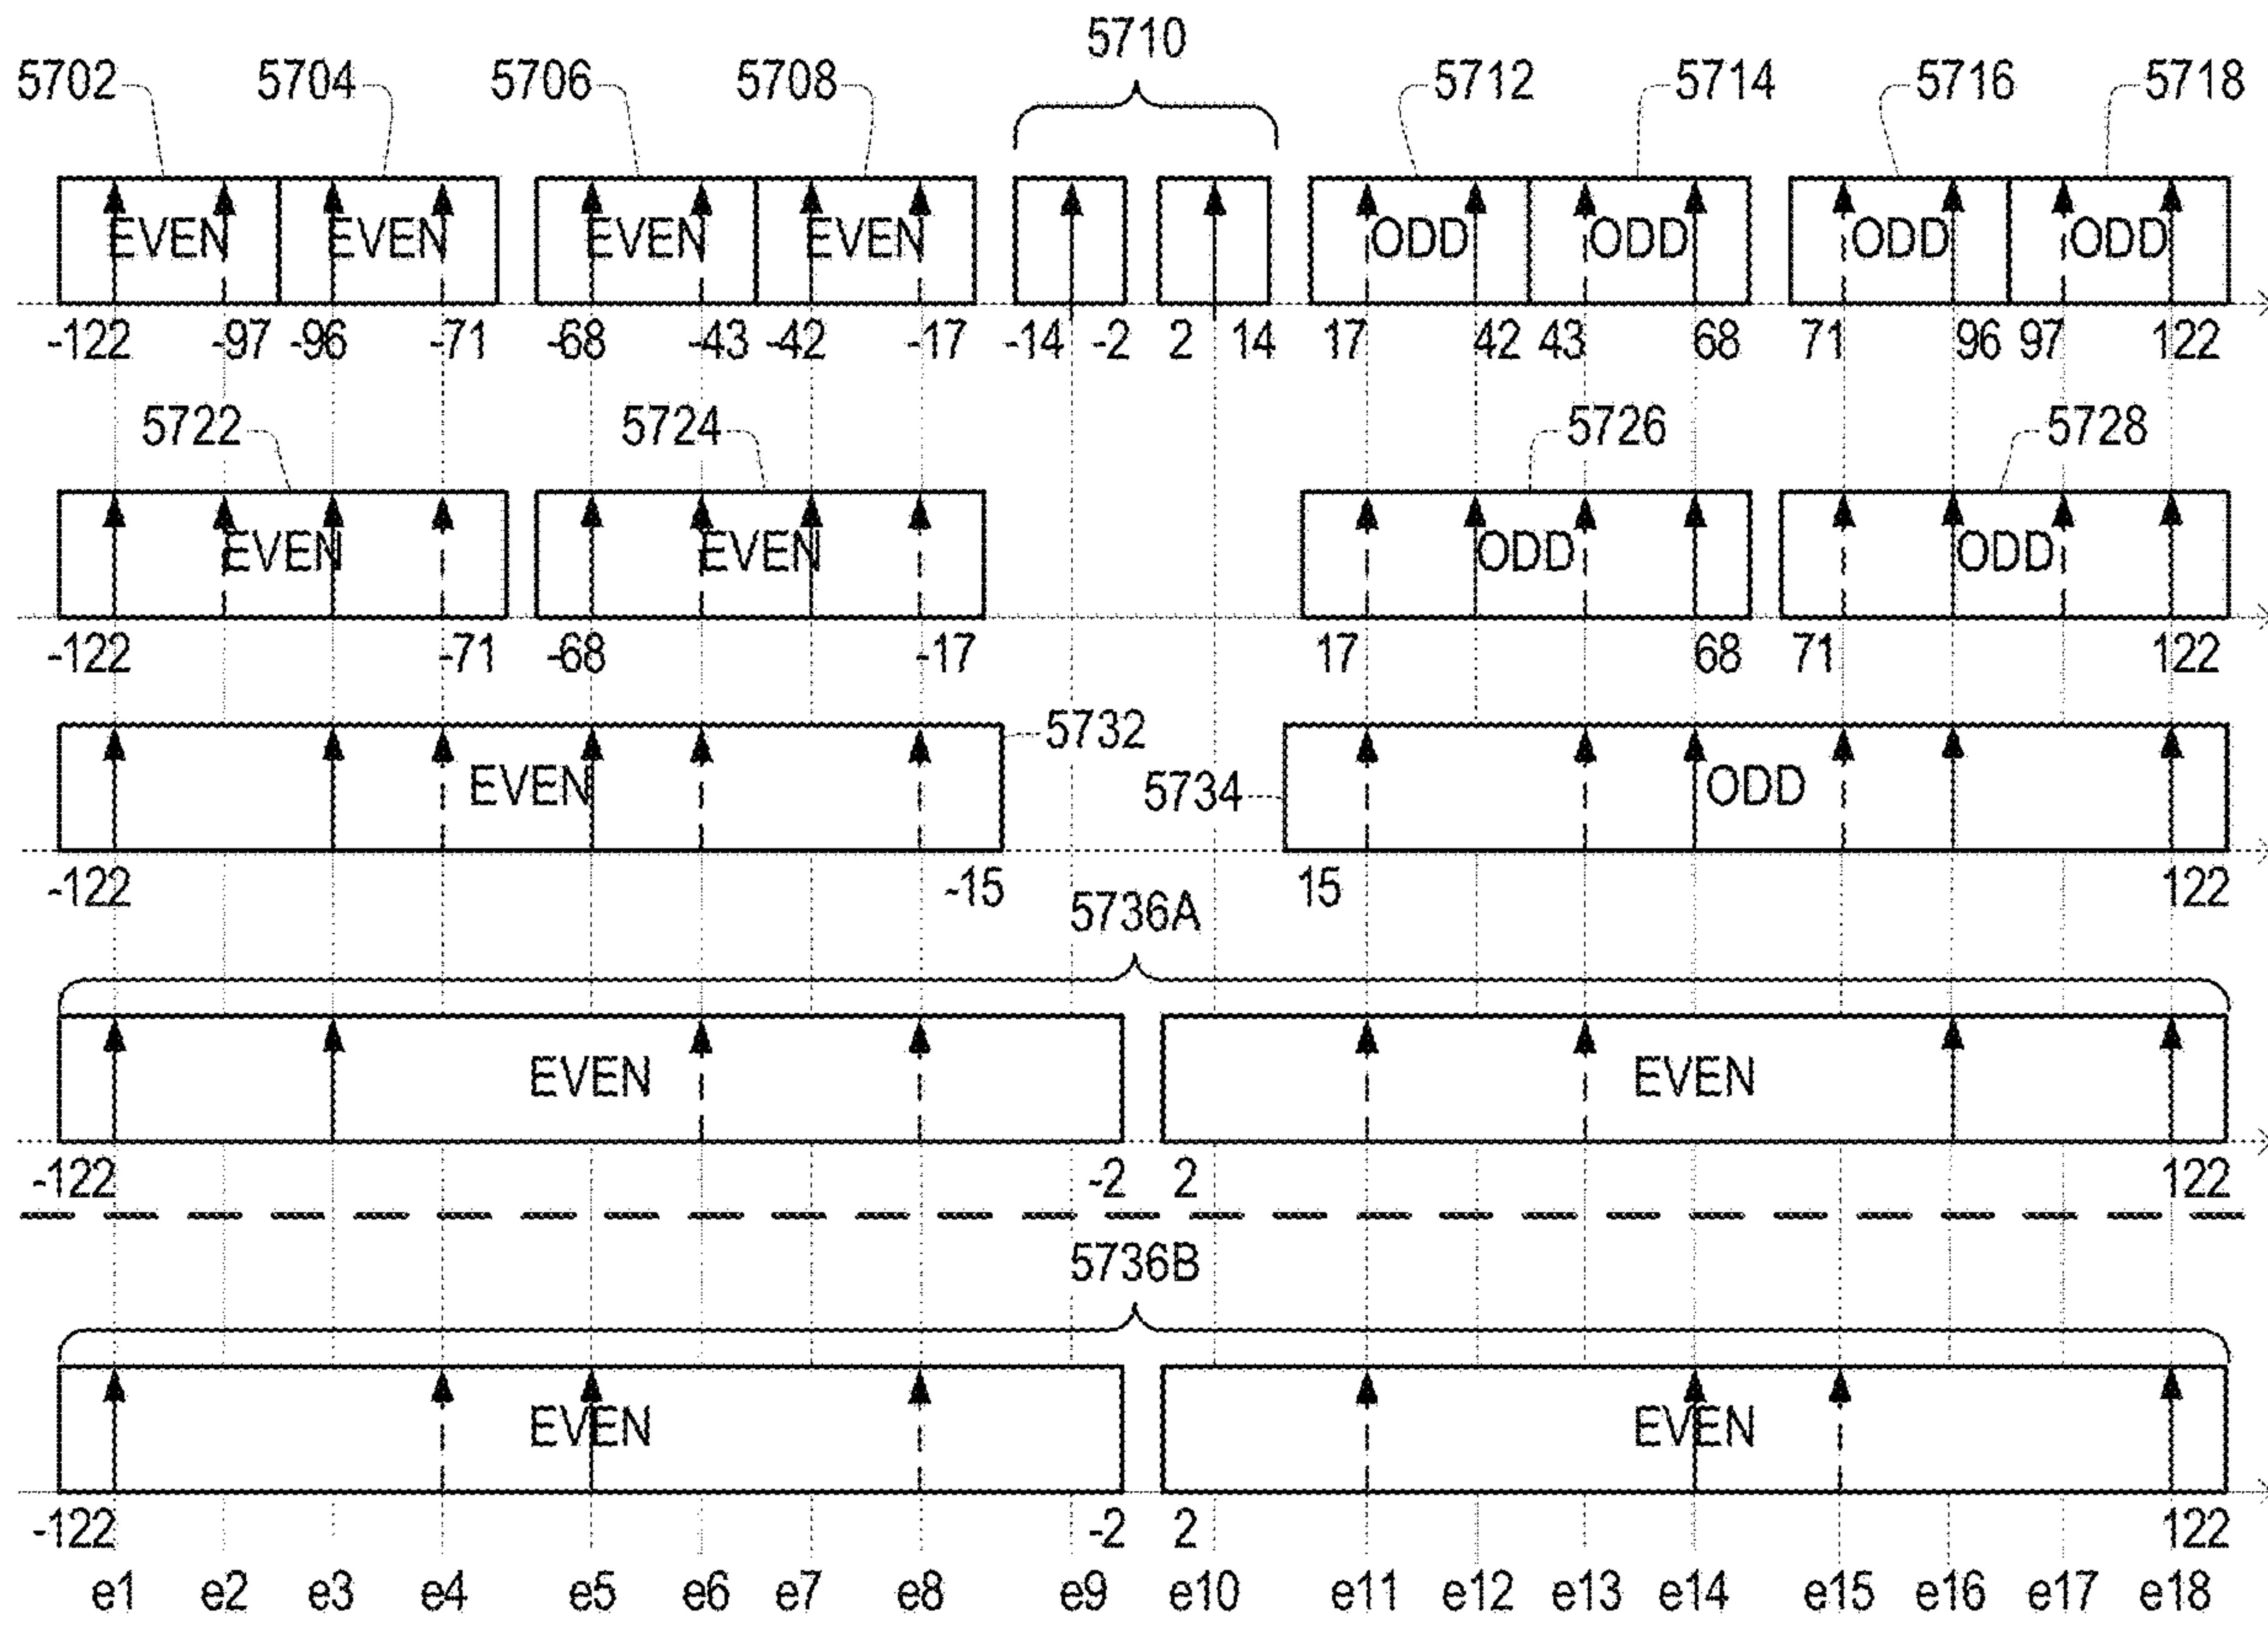 5710
5702 5704 5706 5708 5712 5714 5716 5718
EVEN EVEN EVEN EVEN ODD ODD ODD ODD
-122 -97 -96 -71 -68 -43 -42 -17 -14 -2 2 14 17 42 43 68 71 96 97 122
5722 5724 5726 5728
EVEN EVEN ODD ODD
-122 -71 -68 -17 17 68 71 122
5732
5734
EVEN ODD
-122 -15 15 122
5736A
EVEN EVEN
-122 -2 2 122
5736B
EVEN EVEN
-122 -2 2 122
e1 e2 e3 e4 e5 e6 e7 e8 e9 e10 e11 e12 e13 e14 e15 e16 e17 e18